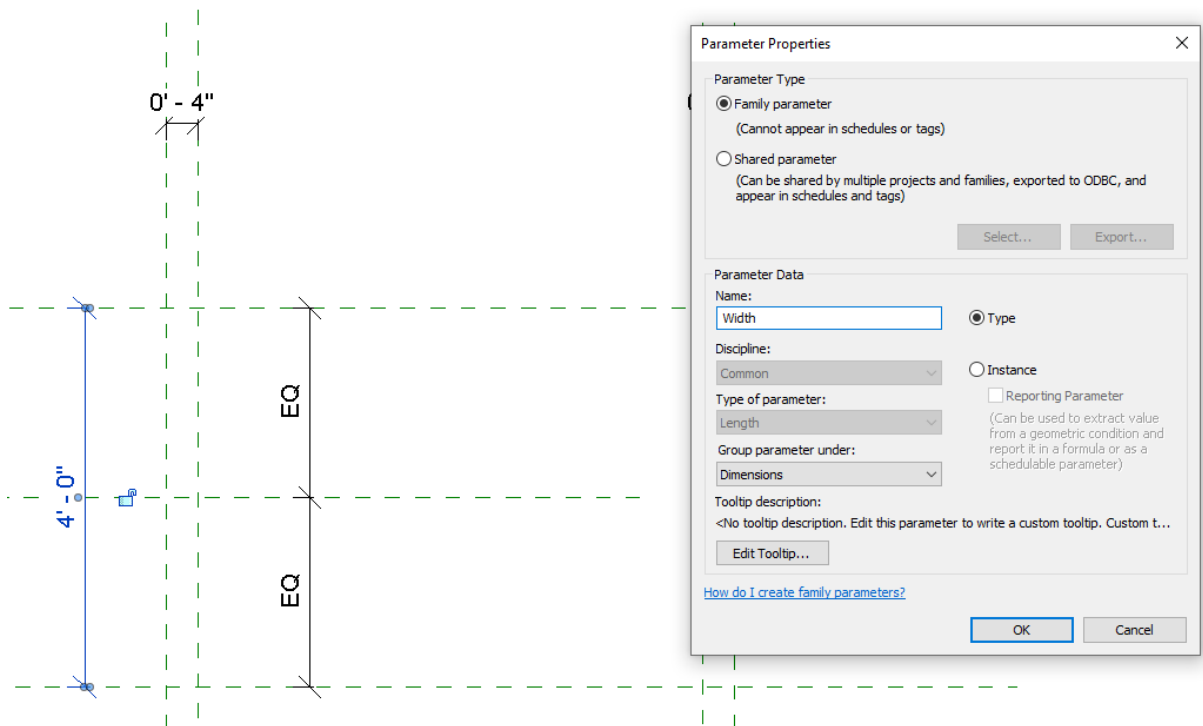 0' - 4"
EQ
4' - 0"
EQ
Parameter Properties
Parameter Type
Family parameter
(Cannot appear in schedules or tags)
Shared parameter
(Can be shared by multiple projects and families, exported to ODBC, and
appear in schedules and tags)
Select...
Export...
Parameter Data
Name:
Width
Type
Discipline:
Common
Instance
Reporting Parameter
Type of parameter:
Length
(Can be used to extract value
from a geometric condition and
report it in a formula or as a
schedulable parameter)
Group parameter under:
Dimensions
Tooltip description:
<No tooltip description. Edit this parameter to write a custom tooltip. Custom t...
Edit Tooltip...
How do I create family parameters?
OK
Cancel